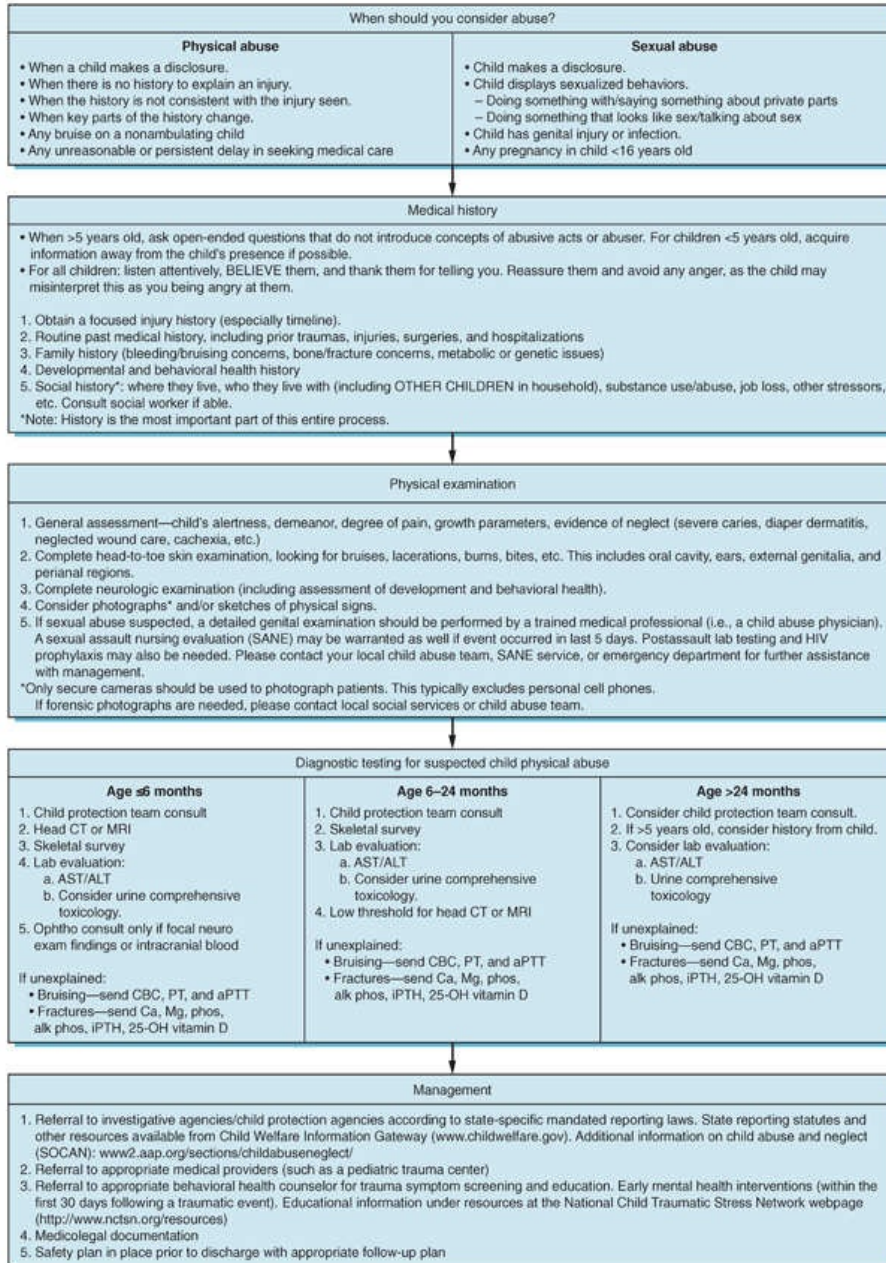 When should you consider abuse?
Physical abuse
• When a child makes a disclosure.
• When there is no history to explain an injury.
• When the history is not consistent with the injury seen.
• When key parts of the history change.
• Any bruise on a nonambulating child
• Any unreasonable or persistent delay in seeking medical care
Sexual abuse
• Child makes a disclosure.
• Child displays sexualized behaviors.
– Doing something with/saying something about private parts
– Doing something that looks like sex/talking about sex
• Child has genital injury or infection.
• Any pregnancy in child <16 years old
Medical history
• When >5 years old, ask open-ended questions that do not introduce concepts of abusive acts or abuser. For children <5 years old, acquire
information away from the child's presence if possible.
• For all children: listen attentively, BELIEVE them, and thank them for telling you. Reassure them and avoid any anger, as the child may
misinterpret this as you being angry at them.
1. Obtain a focused injury history (especially timeline).
2. Routine past medical history, including prior traumas, injuries, surgeries, and hospitalizations
3. Family history (bleeding/bruising concerns, bone/fracture concerns, metabolic or genetic issues)
4. Developmental and behavioral health history
5. Social history*: where they live, who they live with (including OTHER CHILDREN in household), substance use/abuse, job loss, other stressors,
etc. Consult social worker if able.
*Note: History is the most important part of this entire process.
Physical examination
1. General assessment—child's alertness, demeanor, degree of pain, growth parameters, evidence of neglect (severe caries, diaper dermatitis,
neglected wound care, cachexia, etc.)
2. Complete head-to-toe skin examination, looking for bruises, lacerations, burns, bites, etc. This includes oral cavity, ears, external genitalia, and
perianal regions.
3. Complete neurologic examination (including assessment of development and behavioral health).
4. Consider photographs* and/or sketches of physical signs.
5. If sexual abuse suspected, a detailed genital examination should be performed by a trained medical professional (i.e., a child abuse physician).
A sexual assault nursing evaluation (SANE) may be warranted as well if event occurred in last 5 days. Postassault lab testing and HIV
prophylaxis may also be needed. Please contact your local child abuse team, SANE service, or emergency department for further assistance
with management.
*Only secure cameras should be used to photograph patients. This typically excludes personal cell phones.
If forensic photographs are needed, please contact local social services or child abuse team.
Diagnostic testing for suspected child physical abuse
Age ≤6 months
1. Child protection team consult
2. Head CT or MRI
3. Skeletal survey
4. Lab evaluation:
a. AST/ALT
b. Consider urine comprehensive
toxicology.
5. Ophtho consult only if focal neuro
exam findings or intracranial blood
If unexplained:
• Bruising—send CBC, PT, and aPTT
• Fractures—send Ca, Mg, phos,
alk phos, iPTH, 25-OH vitamin D
Age 6–24 months
1. Child protection team consult
2. Skeletal survey
3. Lab evaluation:
a. AST/ALT
b. Consider urine comprehensive
toxicology.
4. Low threshold for head CT or MRI
If unexplained:
• Bruising—send CBC, PT, and aPTT
• Fractures—send Ca, Mg, phos,
alk phos, iPTH, 25-OH vitamin D
Age >24 months
1. Consider child protection team consult.
2. If >5 years old, consider history from child.
3. Consider lab evaluation:
a. AST/ALT
b. Urine comprehensive
toxicology
If unexplained:
• Bruising—send CBC, PT, and aPTT
• Fractures—send Ca, Mg, phos,
alk phos, iPTH, 25-OH vitamin D
Management
1. Referral to investigative agencies/child protection agencies according to state-specific mandated reporting laws. State reporting statutes and
other resources available from Child Welfare Information Gateway (www.childwelfare.gov). Additional information on child abuse and neglect
(SOCAN): www2.aap.org/sections/childabuseneglect/
2. Referral to appropriate medical providers (such as a pediatric trauma center)
3. Referral to appropriate behavioral health counselor for trauma symptom screening and education. Early mental health interventions (within the
first 30 days following a traumatic event). Educational information under resources at the National Child Traumatic Stress Network webpage
(http://www.nctsn.org/resources)
4. Medicolegal documentation
5. Safety plan in place prior to discharge with appropriate follow-up plan